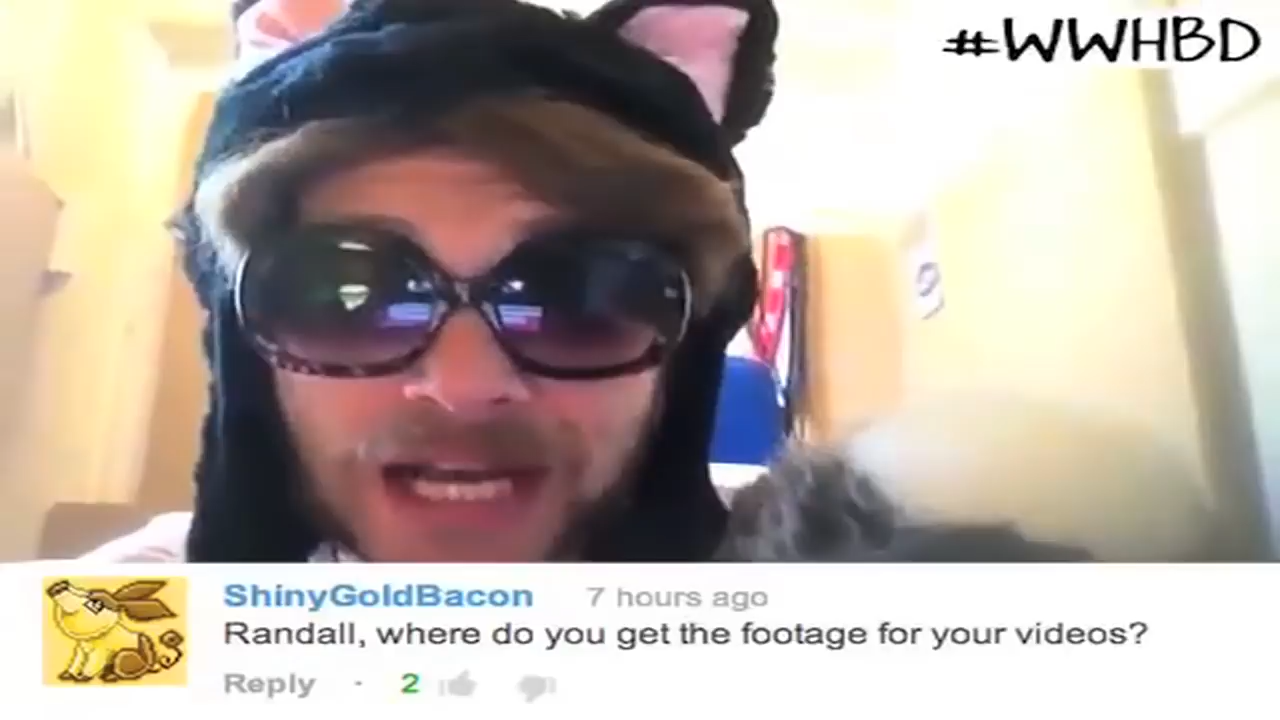 #WWHBD
ShinyGoldBacon 7 hours ago
Randall, where do you get the footage for your videos?
Reply · 2